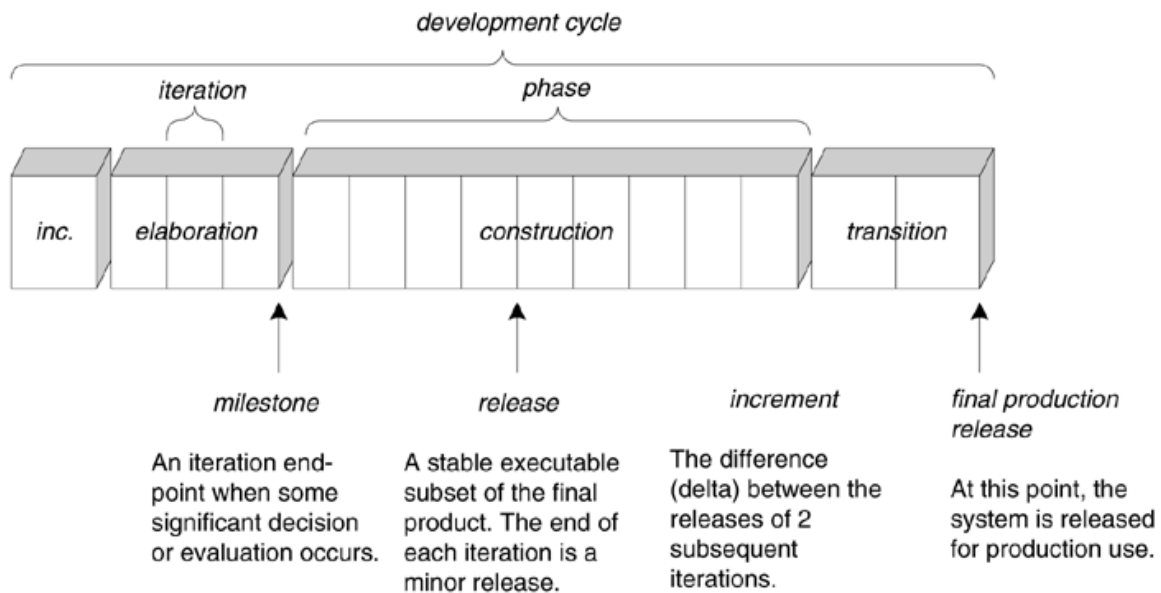 development cycle
iteration
phase
inc.
elaboration
construction
transition
milestone
An iteration end-
point when some
significant decision
or evaluation occurs.
release
A stable executable
subset of the final
product. The end of
each iteration is a
minor release.
increment
The difference
(delta) between the
releases of 2
subsequent
iterations.
final production
release
At this point, the
system is released
for production use.